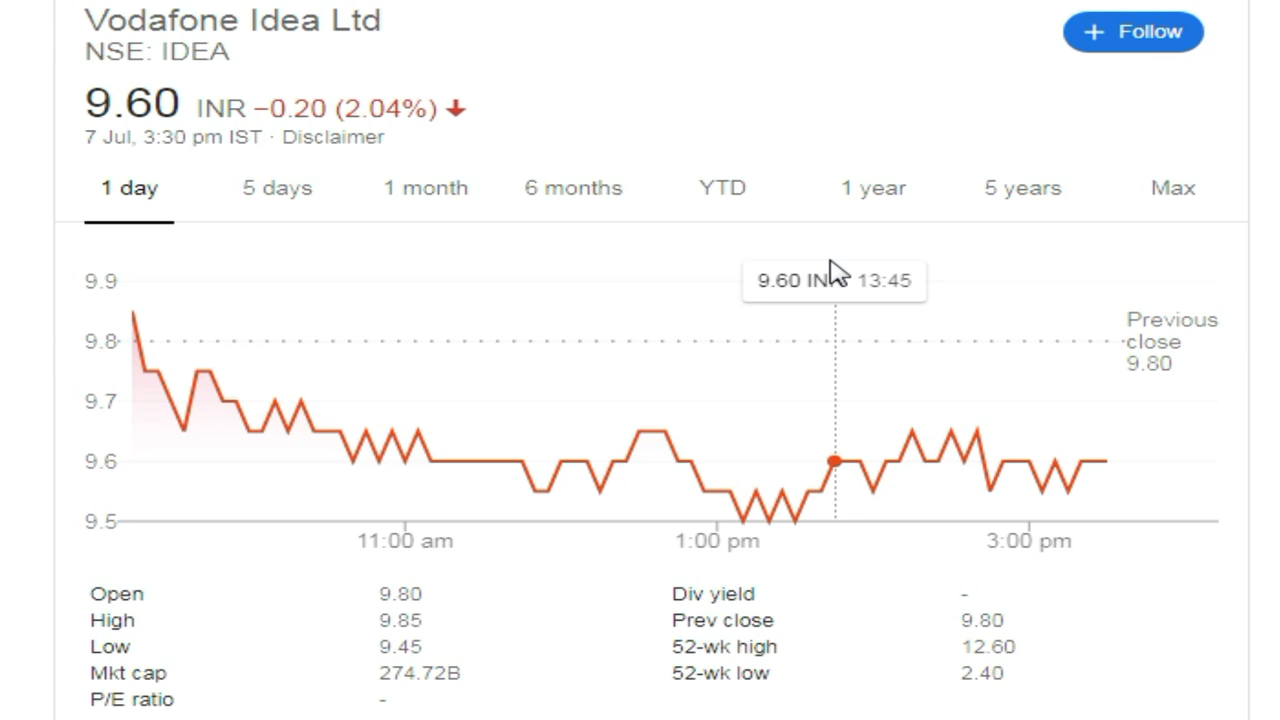 Vodafone Idea Ltd
+ Follow
NSE: IDEA
9.60 INR −0.20 (2.04%)
7 Jul, 3:30 pm IST · Disclaimer
1 day 5 days 1 month 6 months YTD 1 year 5 years Max
9.60 13:45
9.9
9.8
9.7
9.6
9.5
Previous
close
9.80
11:00 am 1:00 pm 3:00 pm
Open 9.80 Div yield -
High 9.85 Prev close 9.80
Low 9.45 52-wk high 12.60
Mkt cap 274.72B 52-wk low 2.40
P/E ratio -